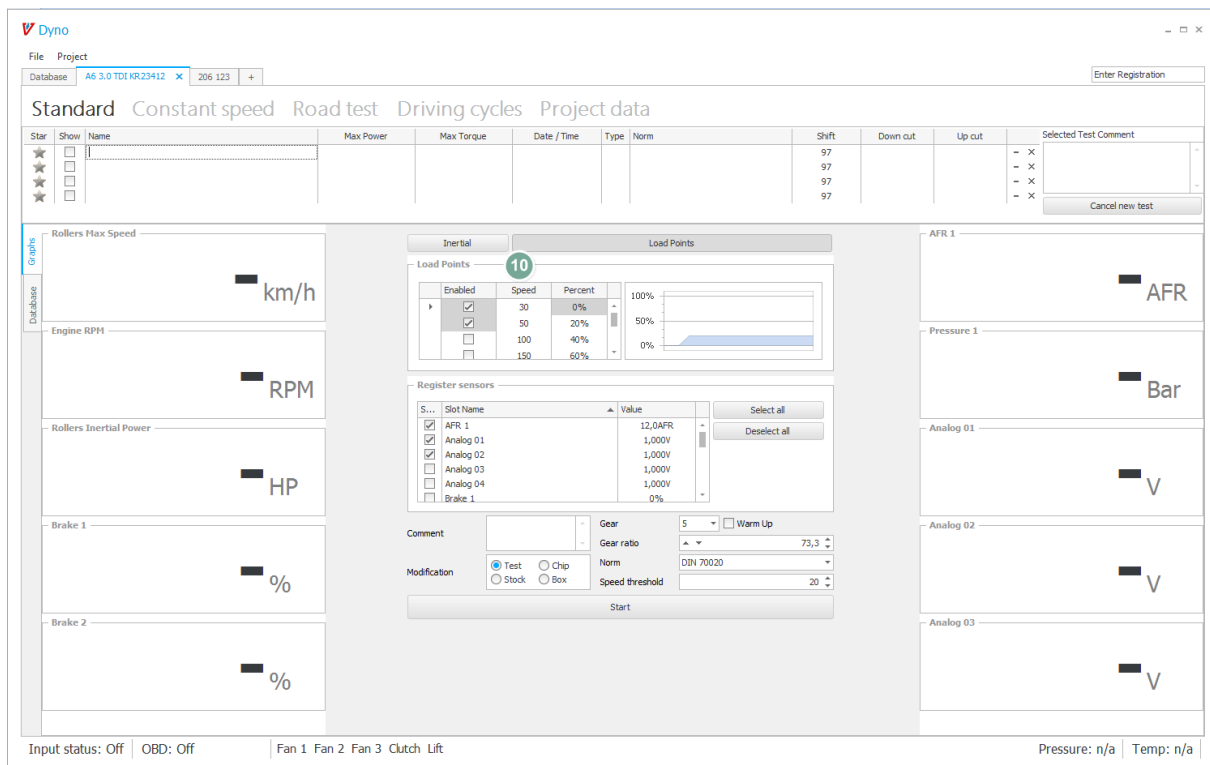 Dyno
File Project
Database A6 3.0 TDI KR23412 × 206 123 + Enter Registration
Standard Constant speed Road test Driving cycles Project data
Star Show Name Max Power Max Torque Date / Time Type Norm Shift Down cut Up cut Selected Test Comment
97
97
97
97
Cancel new test
Graphs
Database
Rollers Max Speed
km/h
Engine RPM
RPM
Rollers Inertial Power
HP
Brake 1
%
Brake 2
%
Inertial Load Points
Load Points 10
Enabled Speed Percent
30 0%
50 20%
100 40%
150 60%
100%
50%
0%
Register sensors
S... Slot Name Value
AFR 1 12,0AFR
Analog 01 1,000V
Analog 02 1,000V
Analog 03 1,000V
Analog 04 1,000V
Brake 1 0%
Select all
Deselect all
Comment
Modification Test Chip
Stock Box
Gear 5 Warm Up
Gear ratio 73,3
Norm DIN 70020
Speed threshold 20
Start
AFR 1
AFR
Pressure 1
Bar
Analog 01
V
Analog 02
V
Analog 03
V
Input status: Off OBD: Off Fan 1 Fan 2 Fan 3 Clutch Lift Pressure: n/a Temp: n/a